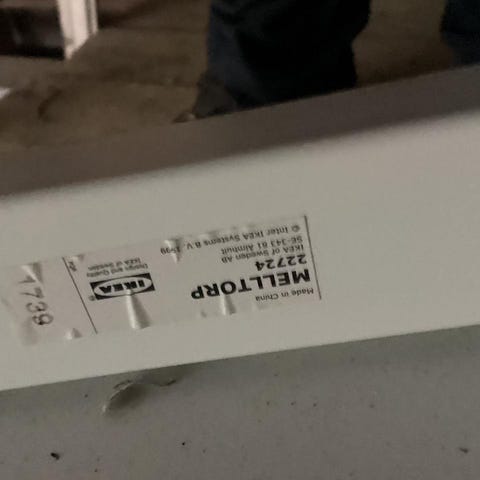 Made in China
MELLTORP
22724
IKEA of Sweden AB
SE-343 81 Älmhult
© Inter IKEA Systems B.V. 1999
IKEA®
Design and Quality
IKEA of Sweden
1739